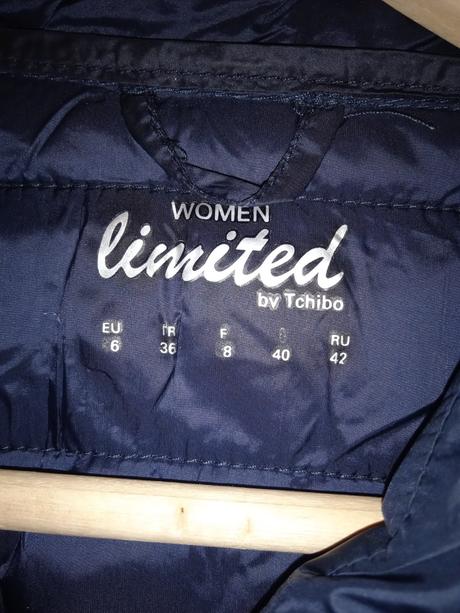 WOMEN
limited
by Tchibo
EU RU
36 40 42